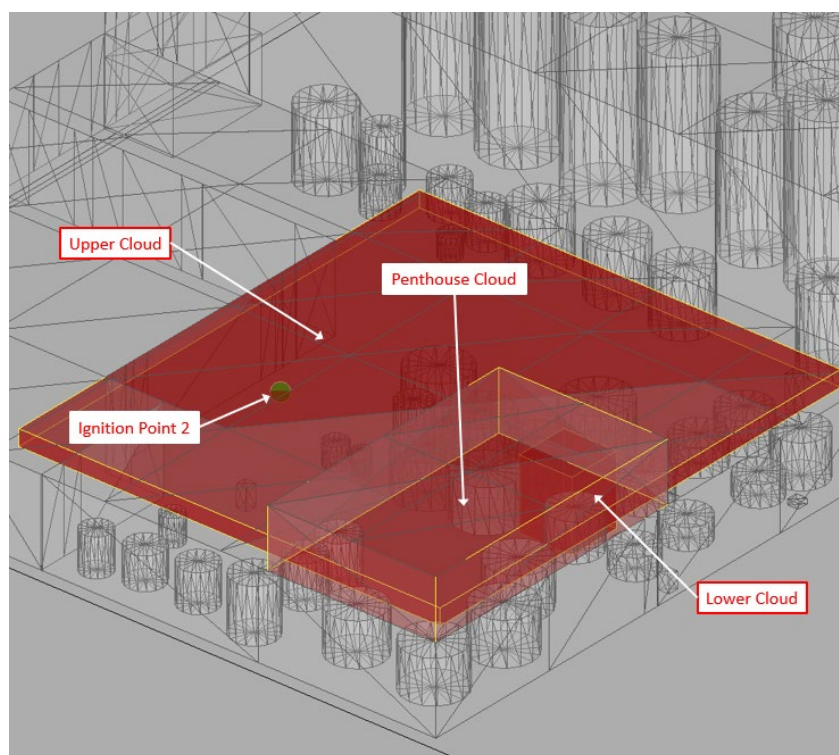 Upper Cloud
Penthouse Cloud
Ignition Point 2
Lower Cloud